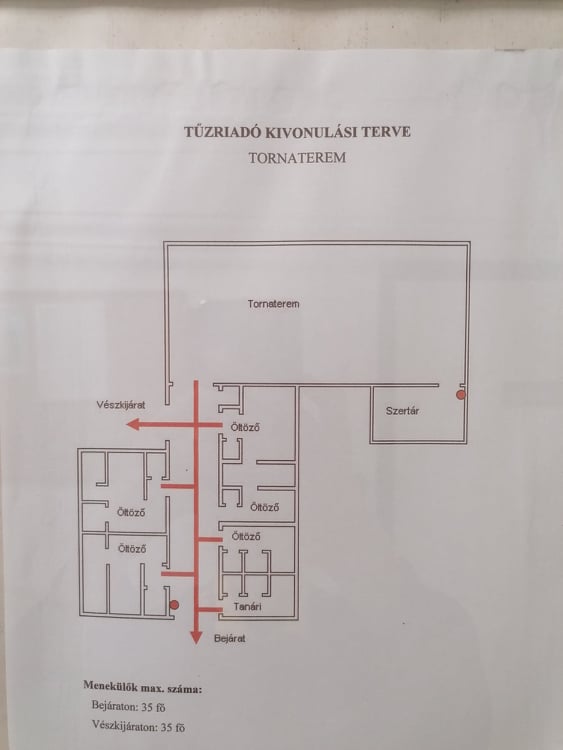 TŰZRIADÓ KIVONULÁSI TERVE
TORNATEREM
Tornaterem
Vészkijárat
Szertár
Öltöző
Öltöző
Öltöző
Öltöző
Öltöző
Tanári
Bejárat
Menekülők max. száma:
Bejáraton: 35 fő
Vészkijáraton: 35 fő